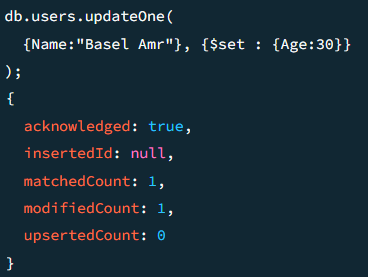 db.users.updateOne(
{Name:"Basel Amr"}, {$set : {Age:30}}
);
{
acknowledged: true,
insertedId: null,
matchedCount: 1,
modifiedCount: 1,
upsertedCount: 0
}